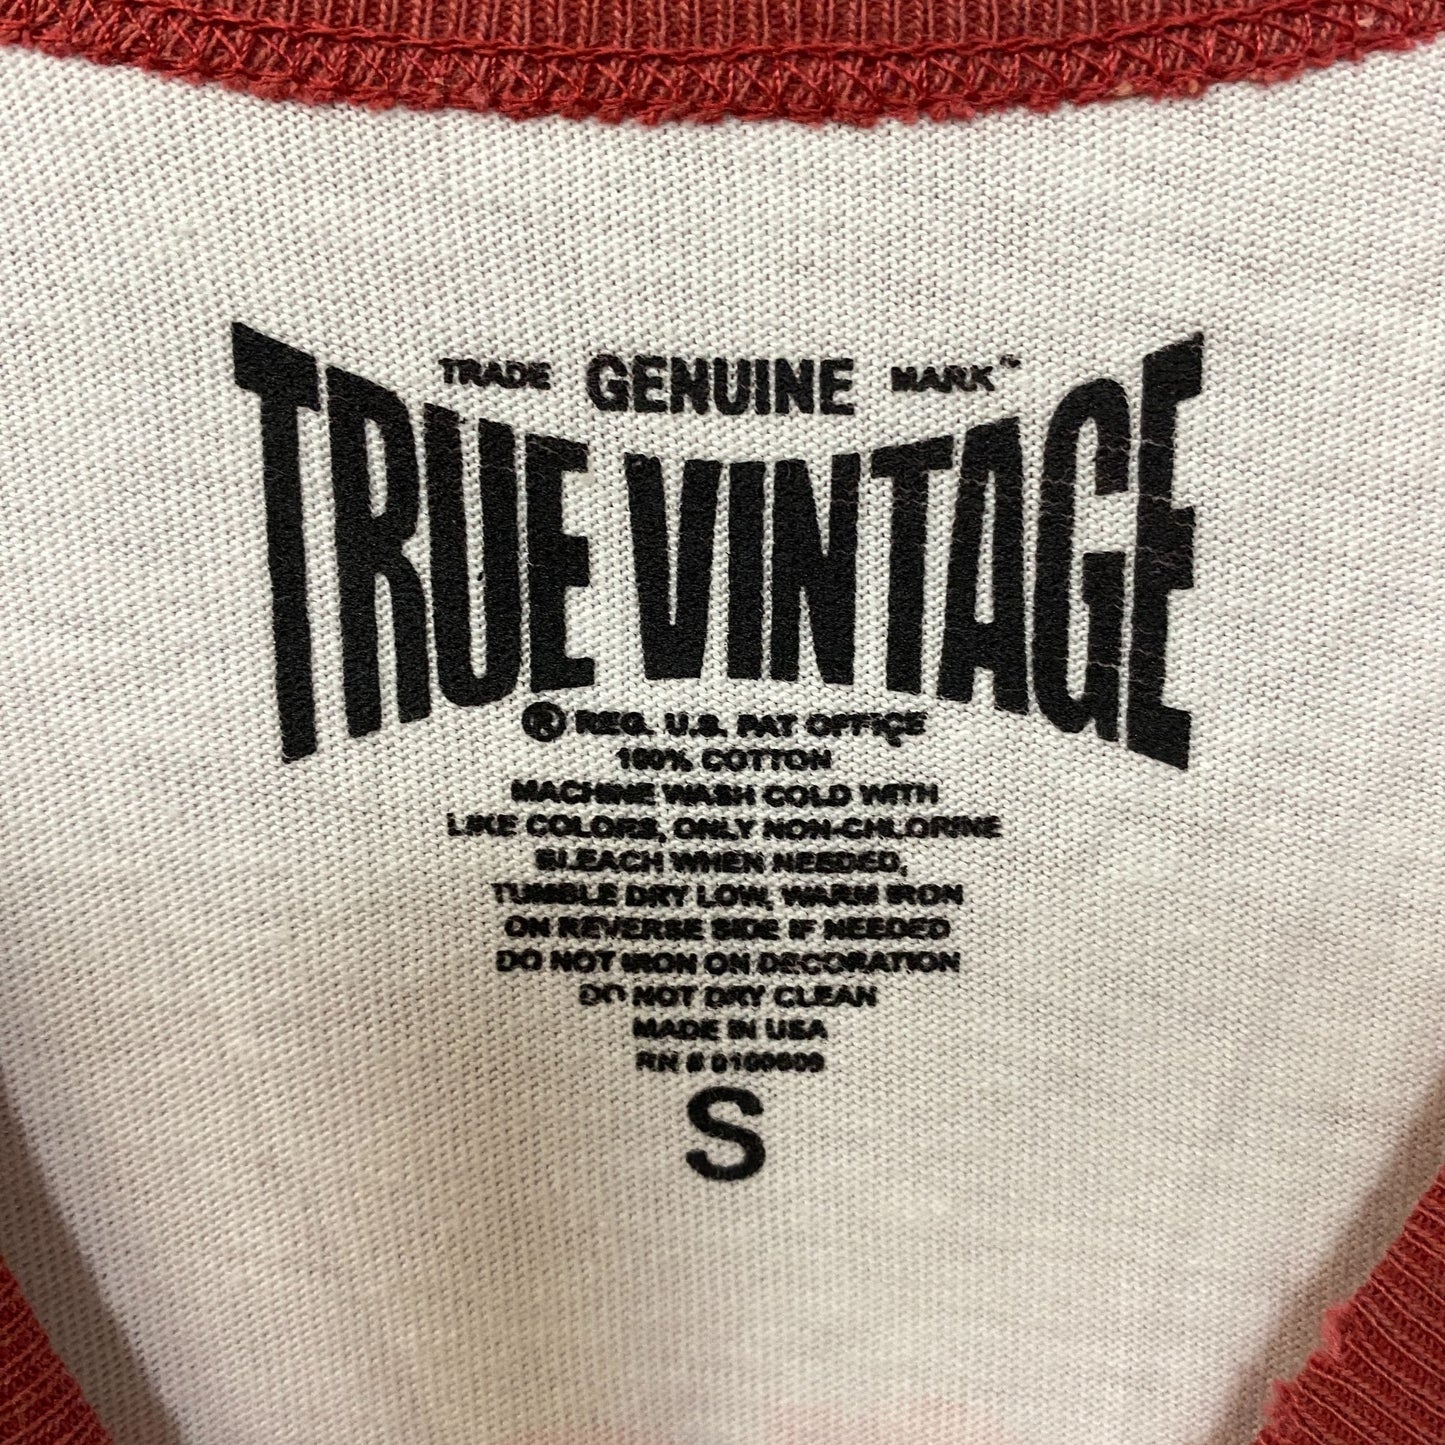 TRADE GENUINE MARK™
TRUE VINTAGE
® REG. U.S. PAT OFFICE
100% COTTON
MACHINE WASH COLD WITH
LIKE COLORS, ONLY NON-CHLORINE
BLEACH WHEN NEEDED,
TUMBLE DRY LOW, WARM IRON
ON REVERSE SIDE IF NEEDED
DO NOT IRON ON DECORATION
DO NOT DRY CLEAN
MADE IN USA
RN #
S